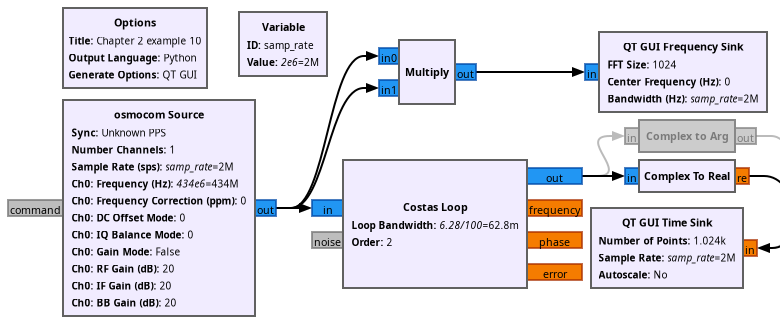 Options
Title: Chapter 2 example 10
Output Language: Python
Generate Options: QT GUI
Variable
ID: samp_rate
Value: 2e6=2M
in0
in1
Multiply
out
in
QT GUI Frequency Sink
FFT Size: 1024
Center Frequency (Hz): 0
Bandwidth (Hz): samp_rate=2M
command
osmocom Source
Sync: Unknown PPS
Number Channels: 1
Sample Rate (sps): samp_rate=2M
Ch0: Frequency (Hz): 434e6=434M
Ch0: Frequency Correction (ppm): 0
Ch0: DC Offset Mode: 0
Ch0: IQ Balance Mode: 0
Ch0: Gain Mode: False
Ch0: RF Gain (dB): 20
Ch0: IF Gain (dB): 20
Ch0: BB Gain (dB): 20
out
in
noise
Costas Loop
Loop Bandwidth: 6.28/100=62.8m
Order: 2
out
frequency
phase
error
in
Complex to Arg
out
in
Complex To Real
re
QT GUI Time Sink
Number of Points: 1.024k
Sample Rate: samp_rate=2M
Autoscale: No
in